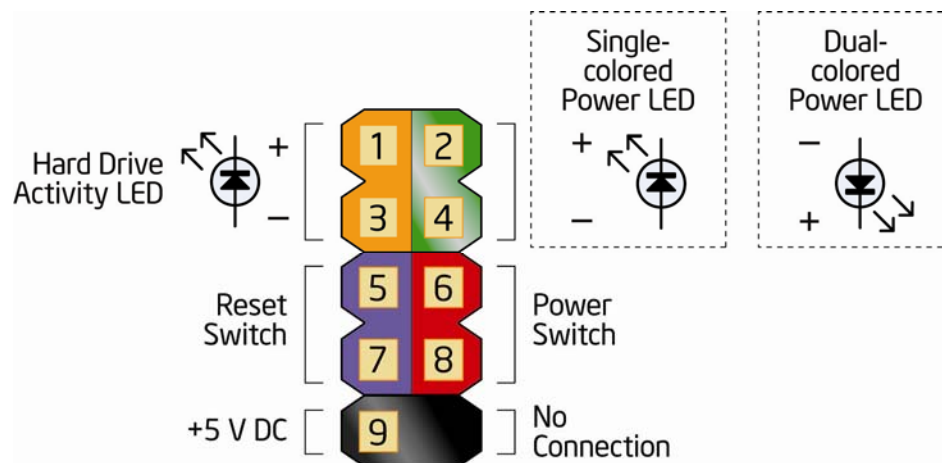 Single-
colored
Power LED
Dual-
colored
Power LED
Hard Drive
Activity LED
+
−
1
2
3
4
+
−
−
+
Reset
Switch
5
6
7
8
Power
Switch
+5 V DC
9
No
Connection